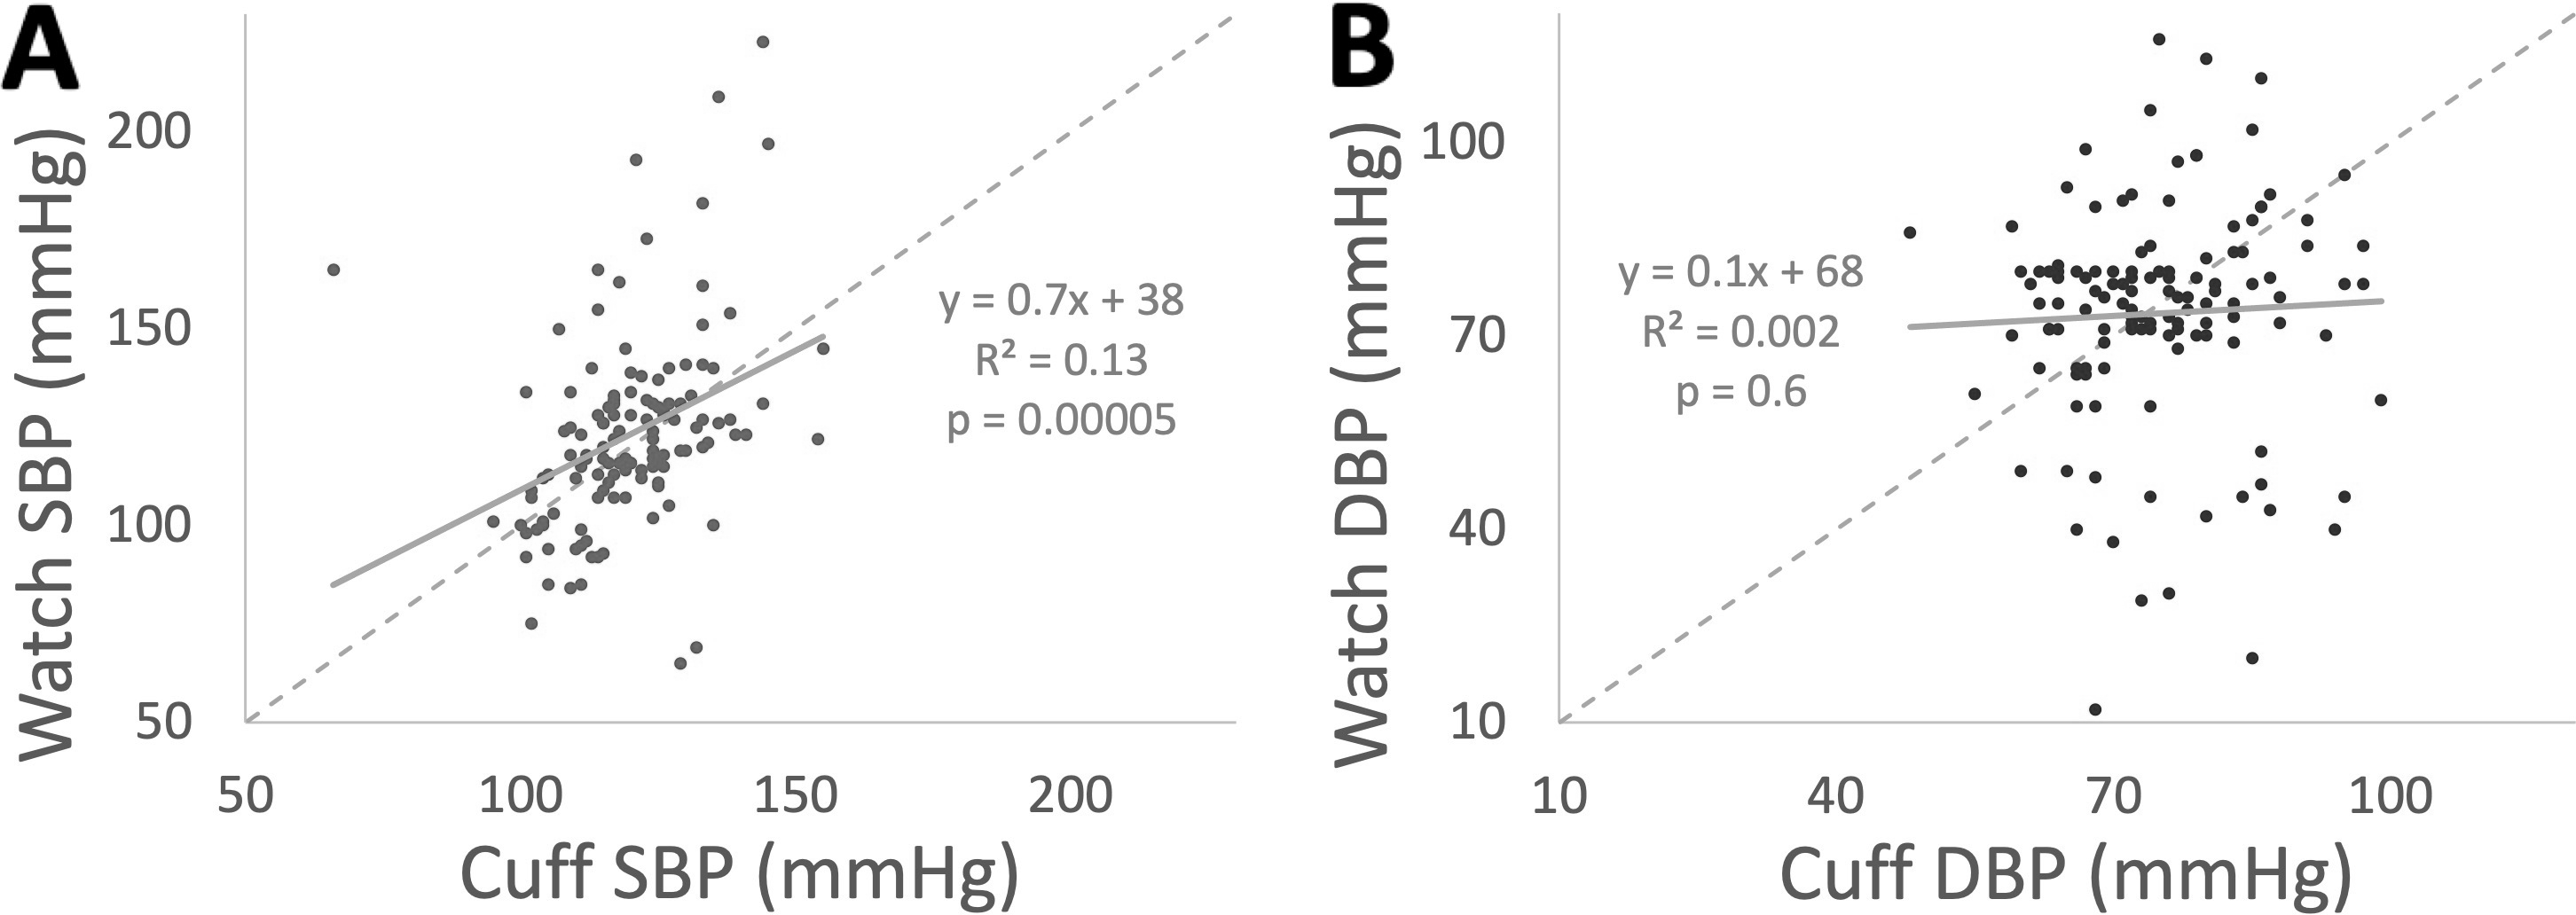 A
Watch SBP (mmHg)
200
150
100
50
y = 0.7x + 38
R² = 0.13
p = 0.00005
50 100 150 200
Cuff SBP (mmHg)
B
Watch DBP (mmHg)
100
70
40
10
y = 0.1x + 68
R² = 0.002
p = 0.6
10 40 70 100
Cuff DBP (mmHg)